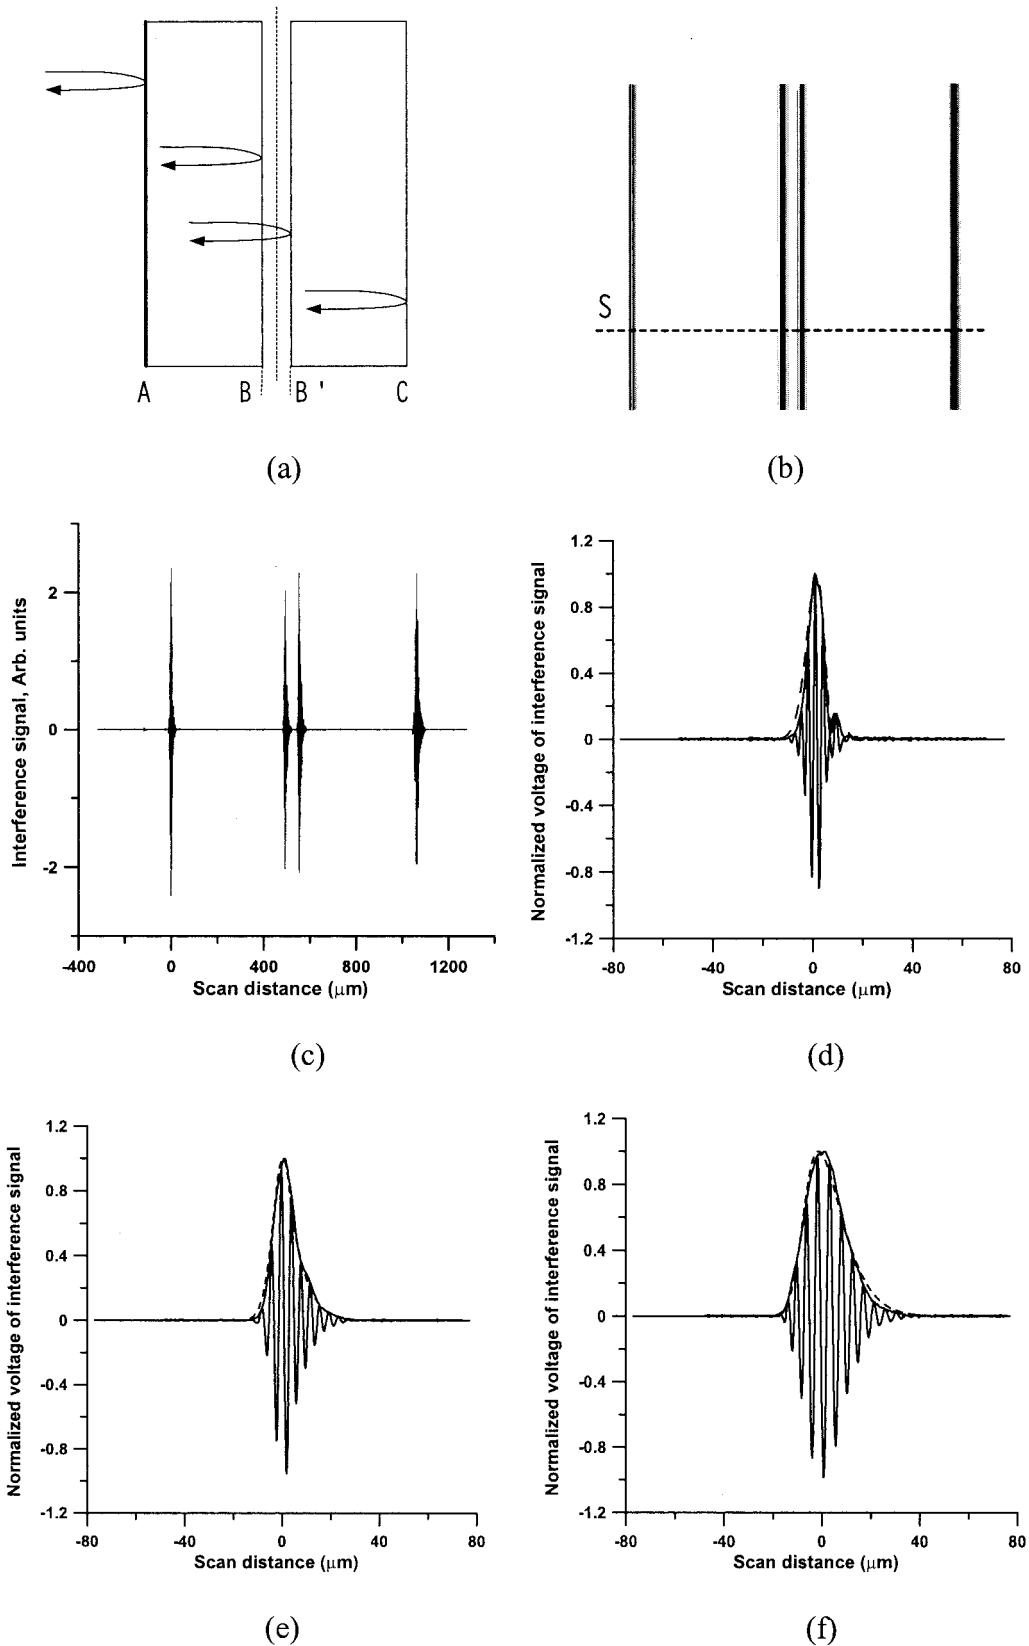 A B B' C
S
(a) (b)
Interference signal, Arb. units
2
0
-2
-400 0 400 800 1200
Scan distance (μm)
(c)
Normalized voltage of interference signal
1.2
0.8
0.4
0
-0.4
-0.8
-1.2
-80 -40 0 40 80
Scan distance (μm)
(d)
Normalized voltage of interference signal
1.2
0.8
0.4
0
-0.4
-0.8
-1.2
-80 -40 0 40 80
Scan distance (μm)
(e)
Normalized voltage of interference signal
1.2
0.8
0.4
0
-0.4
-0.8
-1.2
-80 -40 0 40 80
Scan distance (μm)
(f)